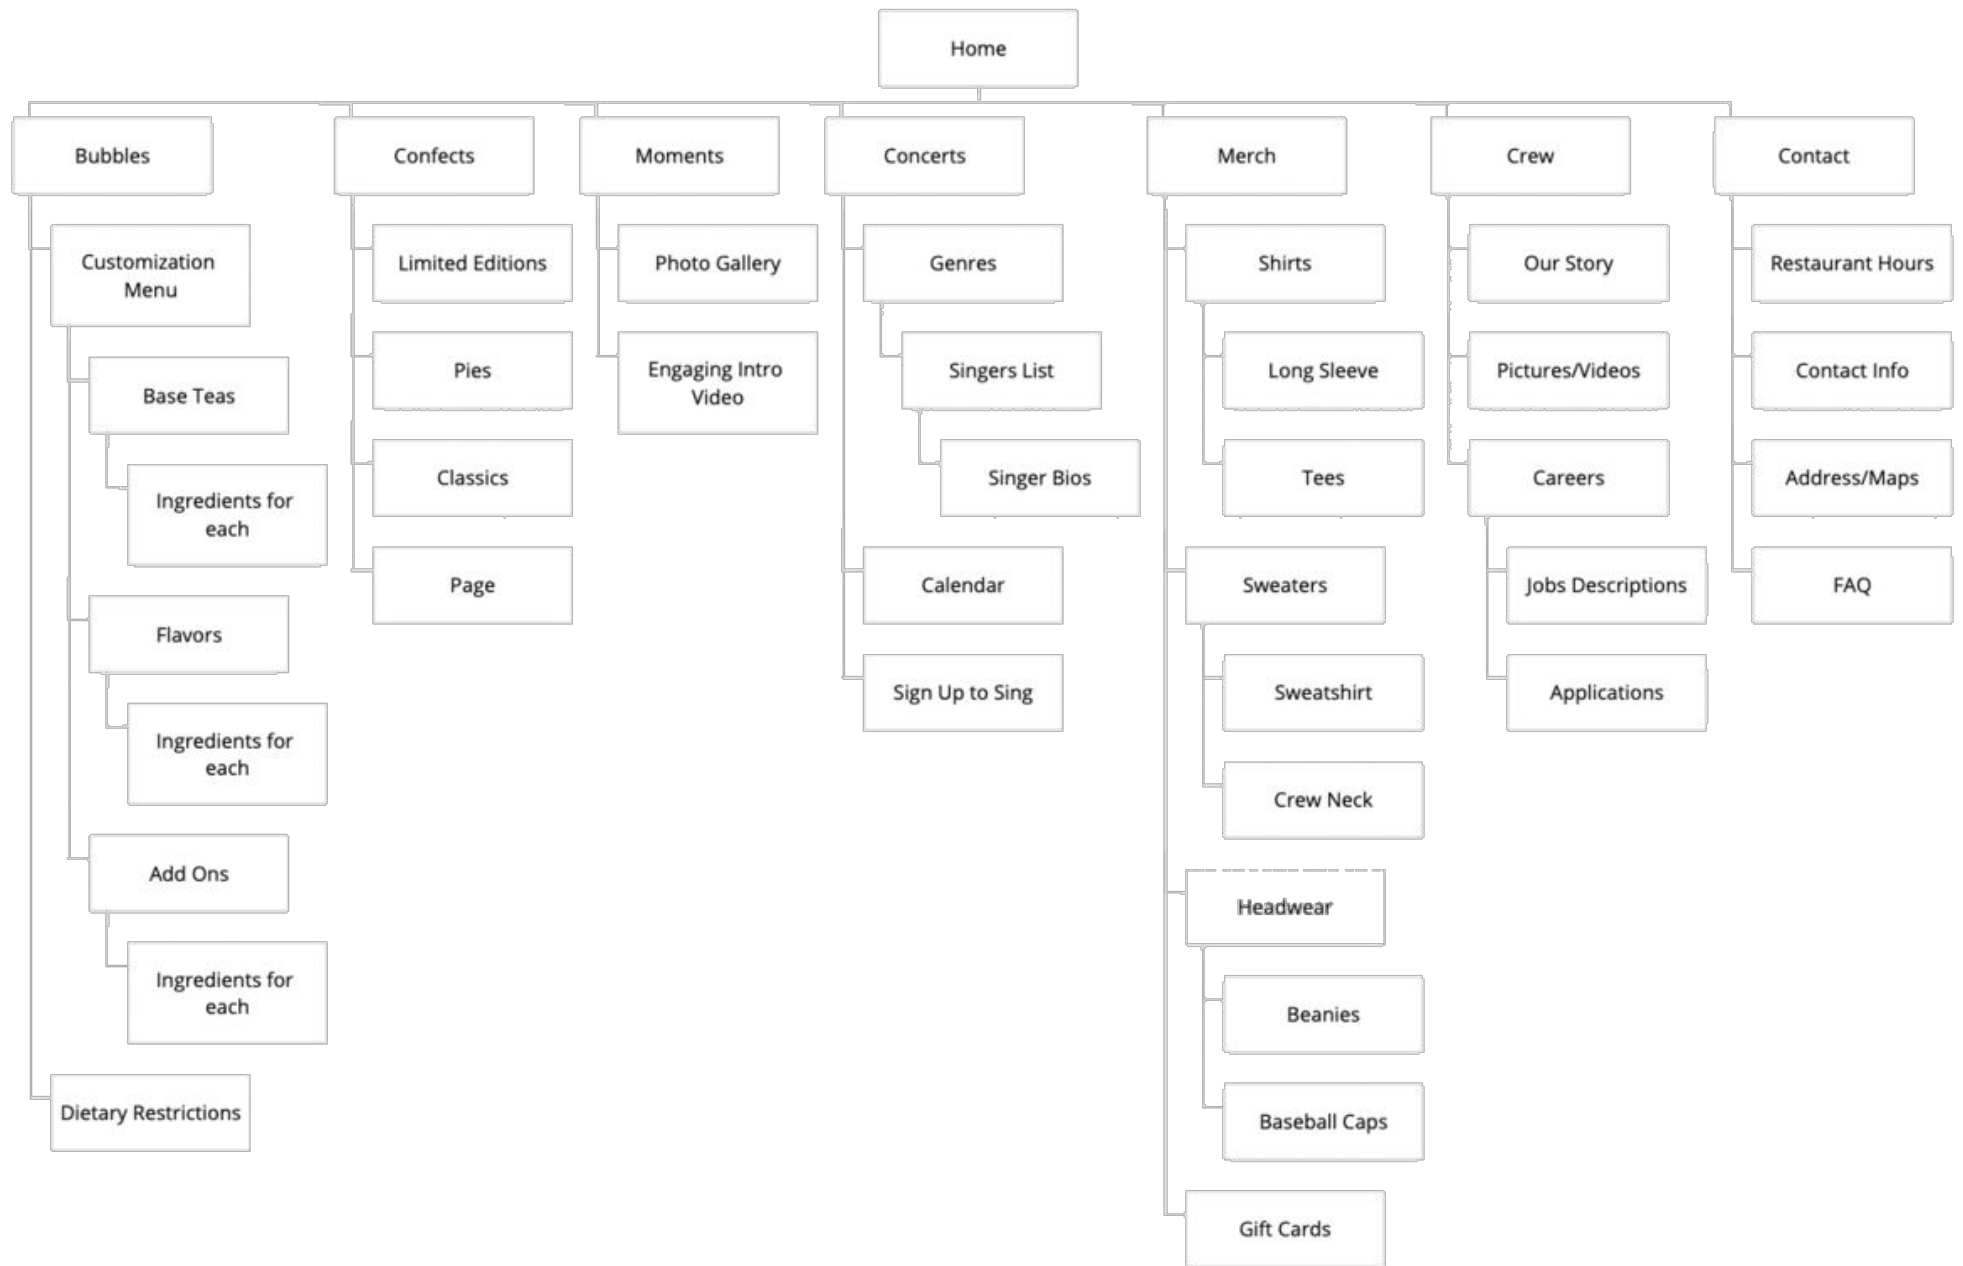 Home
Bubbles
Confects
Moments
Concerts
Merch
Crew
Contact
Customization
Menu
Base Teas
Ingredients for
each
Flavors
Ingredients for
each
Add Ons
Ingredients for
each
Dietary Restrictions
Limited Editions
Pies
Classics
Page
Photo Gallery
Engaging Intro
Video
Genres
Singers List
Singer Bios
Calendar
Sign Up to Sing
Shirts
Long Sleeve
Tees
Sweaters
Sweatshirt
Crew Neck
Headwear
Beanies
Baseball Caps
Gift Cards
Our Story
Pictures/Videos
Careers
Jobs Descriptions
Applications
Restaurant Hours
Contact Info
Address/Maps
FAQ